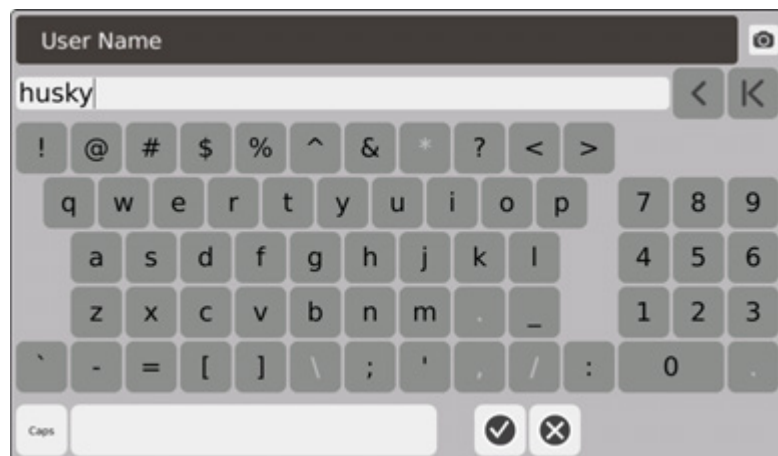 User Name
husky
! @ # $ % ^ & * ? < >
q w e r t y u i o p 7 8 9
a s d f g h j k l 4 5 6
z x c v b n m . _ 1 2 3
` - = [ ] \ ; ' , / : 0 .
Caps